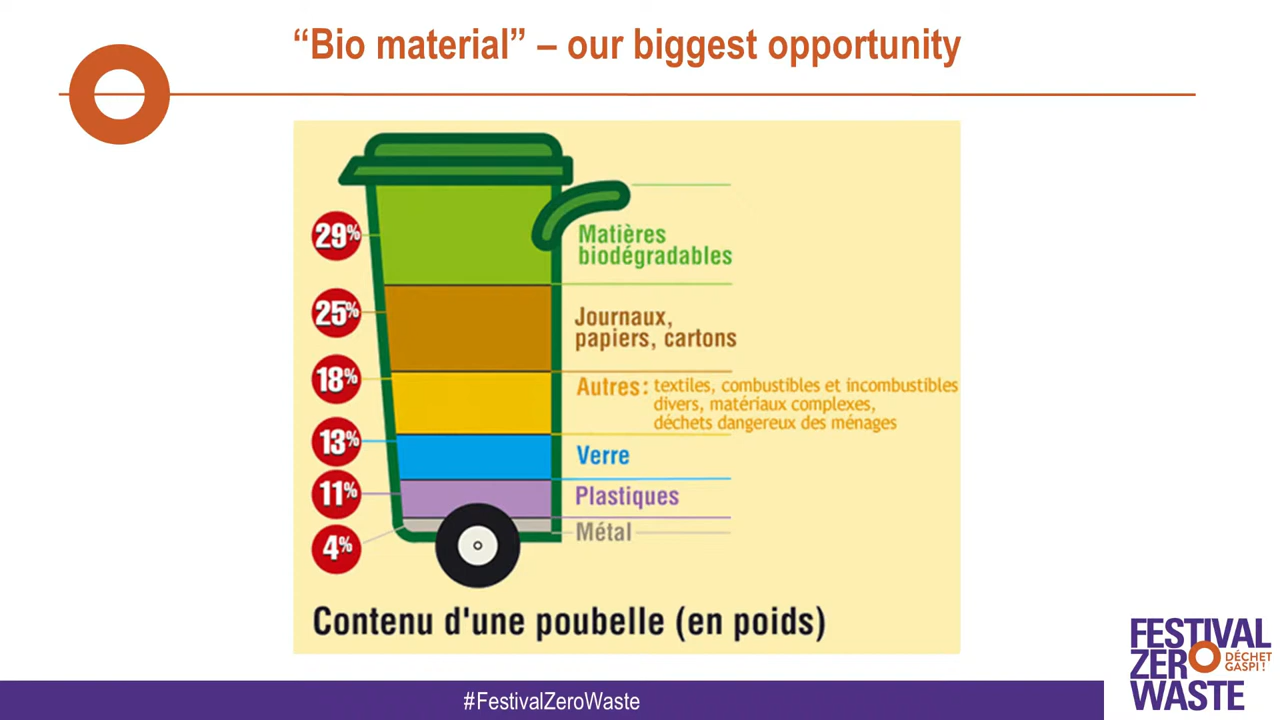 “Bio material” – our biggest opportunity
29%
Matières
biodégradables
25%
Journaux,
papiers, cartons
18%
Autres: textiles, combustibles et incombustibles
divers, matériaux complexes,
déchets dangereux des ménages
13%
Verre
11%
Plastiques
4%
Métal
Contenu d'une poubelle (en poids)
#FestivalZeroWaste
FESTIVAL
ZERO
DÉCHET
GASPI !
WASTE